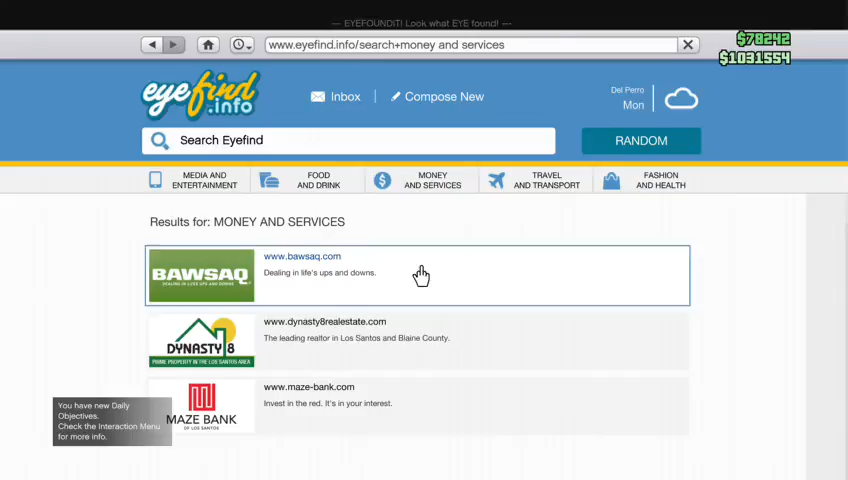 --- EYEFOUNDIT! Look what EYE found! ---
www.eyefind.info/search+money and services
$78242
$1031554
eyefind
.info
Inbox
Compose New
Del Perro
Mon
Search Eyefind
RANDOM
MEDIA AND
ENTERTAINMENT
FOOD
AND DRINK
MONEY
AND SERVICES
TRAVEL
AND TRANSPORT
FASHION
AND HEALTH
Results for: MONEY AND SERVICES
BAWSAQ
DEALING IN LIFE'S UPS AND DOWNS
www.bawsaq.com
Dealing in life's ups and downs.
DYNASTY 8
PRIME PROPERTY IN THE LOS SANTOS AREA
www.dynasty8realestate.com
The leading realtor in Los Santos and Blaine County.
MAZE BANK
OF LOS SANTOS
www.maze-bank.com
Invest in the red. It's in your interest.
You have new Daily
Objectives.
Check the Interaction Menu
for more info.